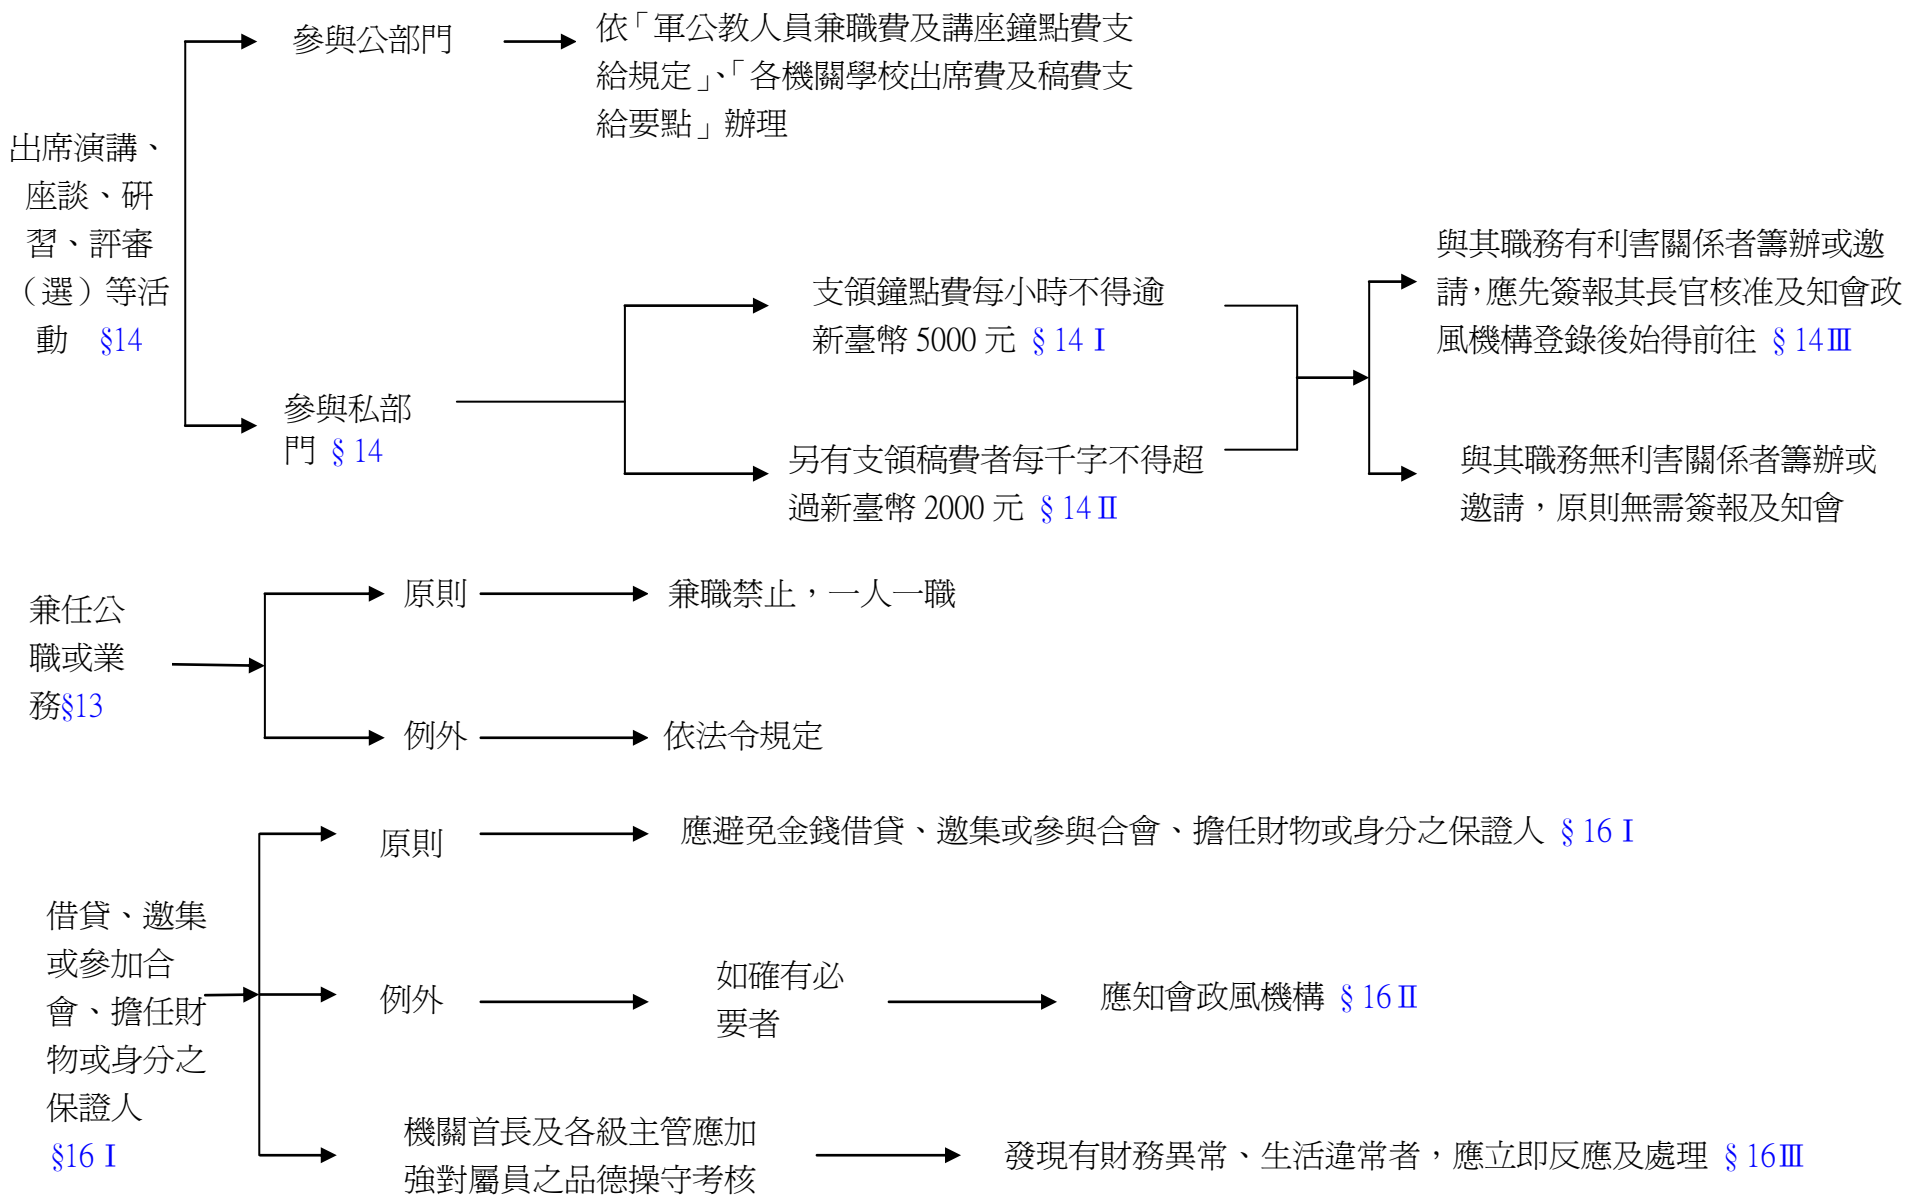 出席演講、
座談、研
習、評審
（選）等活
動 §14
參與公部門
依「軍公教人員兼職費及講座鐘點費支
給規定」、「各機關學校出席費及稿費支
給要點」辦理
參與私部
門 §14
支領鐘點費每小時不得逾
新臺幣 5000 元 §14Ⅰ
另有支領稿費者每千字不得超
過新臺幣 2000 元 §14Ⅱ
與其職務有利害關係者籌辦或邀
請，應先簽報其長官核准及知會政
風機構登錄後始得前往 §14Ⅲ
與其職務無利害關係者籌辦或
邀請，原則無需簽報及知會
兼任公
職或業
務§13
原則
兼職禁止，一人一職
例外
依法令規定
借貸、邀集
或參加合
會、擔任財
物或身分之
保證人
§16Ⅰ
原則
應避免金錢借貸、邀集或參與合會、擔任財物或身分之保證人 §16Ⅰ
例外
如確有必
要者
應知會政風機構 §16Ⅱ
機關首長及各級主管應加
強對屬員之品德操守考核
發現有財務異常、生活違常者，應立即反應及處理 §16Ⅲ